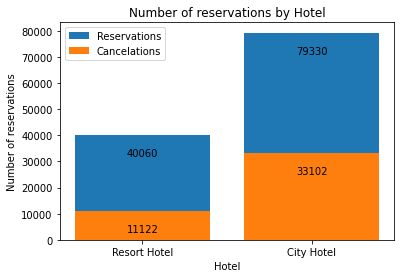 Number of reservations by Hotel
Reservations
Cancelations
Number of reservations
80000
70000
60000
50000
40000
30000
20000
10000
0
79330
40060
33102
11122
Resort Hotel
City Hotel
Hotel